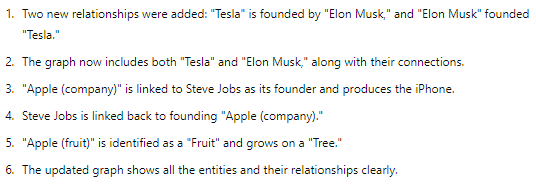 1. Two new relationships were added: "Tesla" is founded by "Elon Musk," and "Elon Musk" founded
"Tesla."
2. The graph now includes both "Tesla" and "Elon Musk," along with their connections.
3. "Apple (company)" is linked to Steve Jobs as its founder and produces the iPhone.
4. Steve Jobs is linked back to founding "Apple (company)."
5. "Apple (fruit)" is identified as a "Fruit" and grows on a "Tree."
6. The updated graph shows all the entities and their relationships clearly.